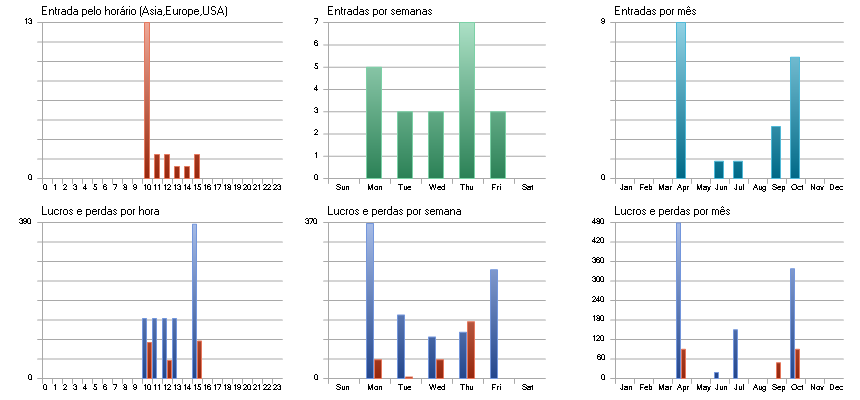 Entrada pelo horário (Asia,Europe,USA)
13
0
0 1 2 3 4 5 6 7 8 9 10 11 12 13 14 15 16 17 18 19 20 21 22 23
Entradas por semanas
7
6
5
4
3
2
1
0
Sun Mon Tue Wed Thu Fri Sat
Entradas por mês
9
0
Jan Feb Mar Apr May Jun Jul Aug Sep Oct Nov Dec
Lucros e perdas por hora
390
0
0 1 2 3 4 5 6 7 8 9 10 11 12 13 14 15 16 17 18 19 20 21 22 23
Lucros e perdas por semana
370
0
Sun Mon Tue Wed Thu Fri Sat
Lucros e perdas por mês
480
420
360
300
240
180
120
60
0
Jan Feb Mar Apr May Jun Jul Aug Sep Oct Nov Dec